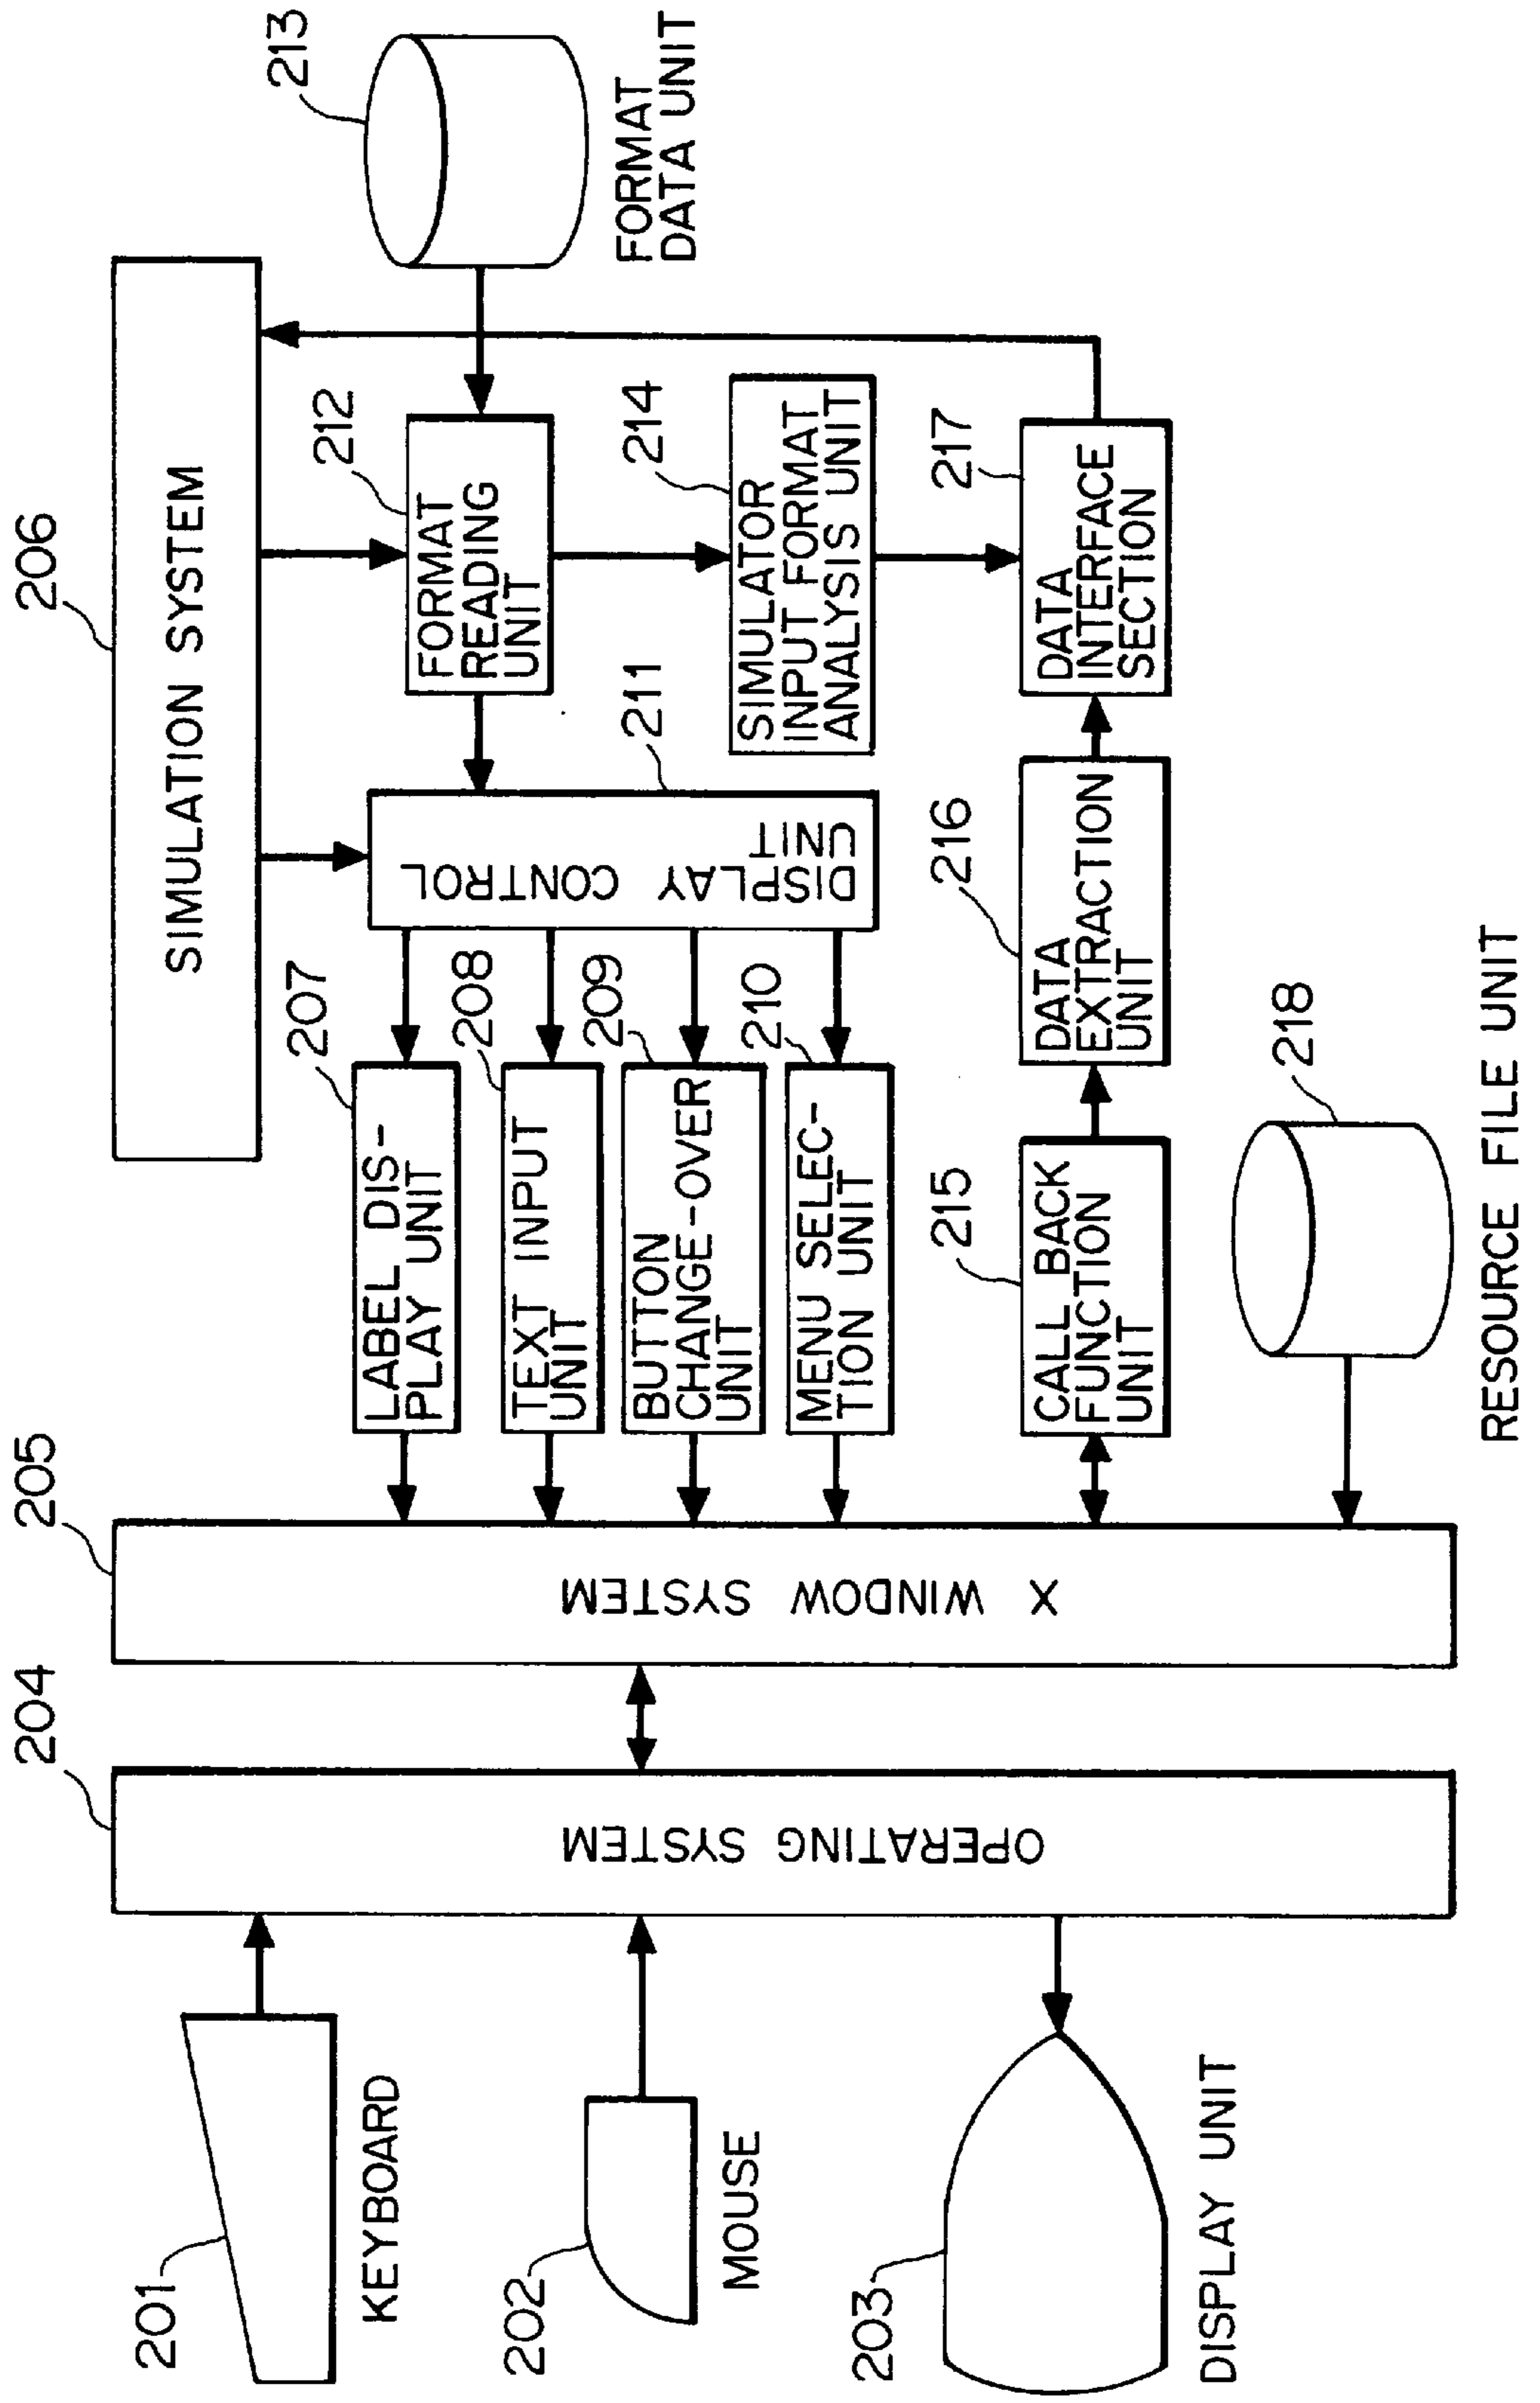 206
SIMULATION SYSTEM
213
FORMAT
DATA UNIT
212
FORMAT
READING
UNIT
211
DISPLAY CONTROL
UNIT
214
SIMULATOR
INPUT FORMAT
ANALYSIS UNIT
207
LABEL DIS-
PLAY UNIT
208
TEXT INPUT
UNIT
209
BUTTON
CHANGE-OVER
UNIT
210
MENU SELEC-
TION UNIT
215
CALL BACK
FUNCTION
UNIT
216
DATA
EXTRACTION
UNIT
217
DATA
INTERFACE
SECTION
218
RESOURCE FILE UNIT
205
X WINDOW SYSTEM
204
OPERATING SYSTEM
201
KEYBOARD
202
MOUSE
203
DISPLAY UNIT